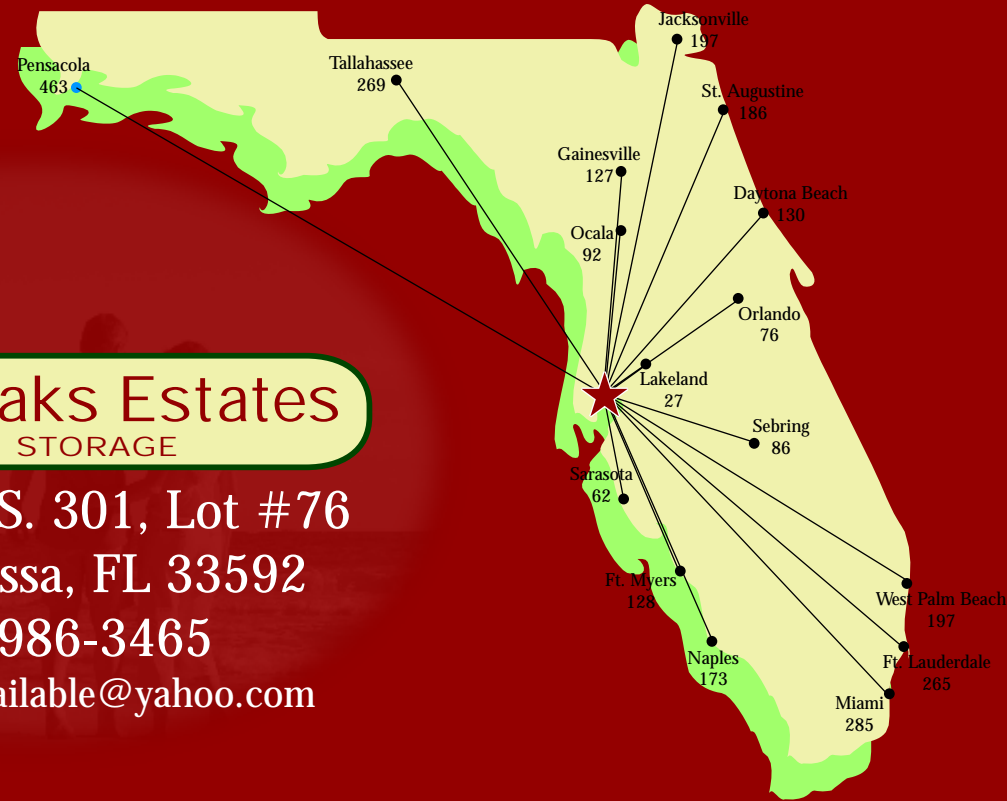 Jacksonville
197
Pensacola
463
Tallahassee
269
St. Augustine
186
Gainesville
127
Daytona Beach
130
Ocala
92
Orlando
76
Lakeland
27
Sebring
86
Sarasota
62
Ft. Myers
128
West Palm Beach
197
Naples
173
Ft. Lauderdale
265
Miami
285
aks Estates
STORAGE
S. 301, Lot #76
ssa, FL 33592
986-3465
ailable@yahoo.com